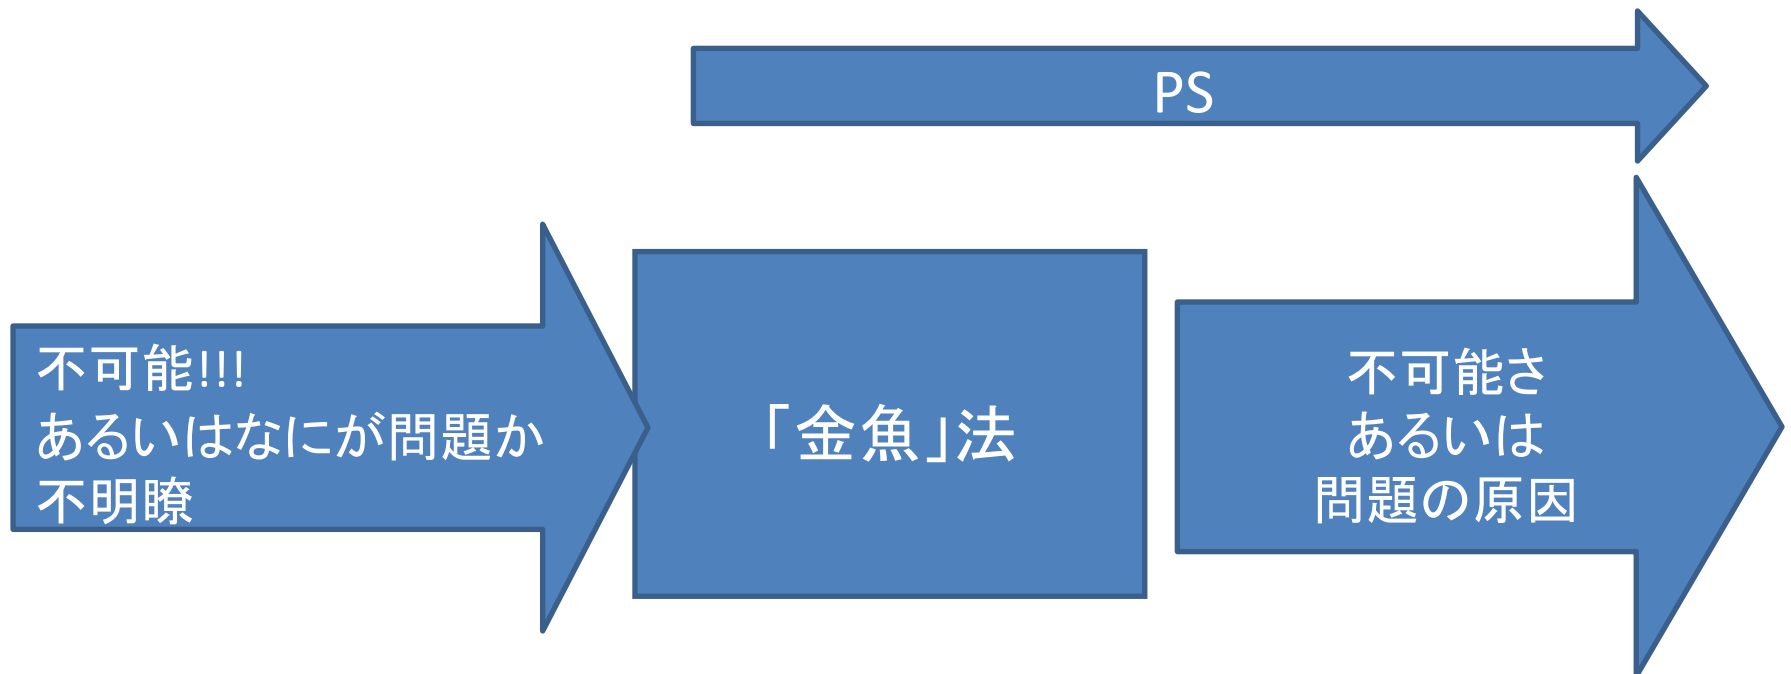 PS
不可能!!!
あるいはなにが問題か
不明瞭
「金魚」法
不可能さ
あるいは
問題の原因